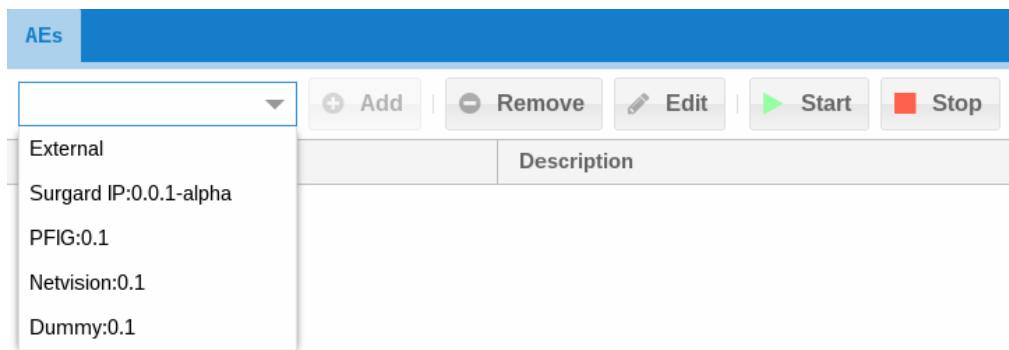 AEs
Add Remove Edit Start Stop
Description
External
Surgard IP:0.0.1-alpha
PFIG:0.1
Netvision:0.1
Dummy:0.1